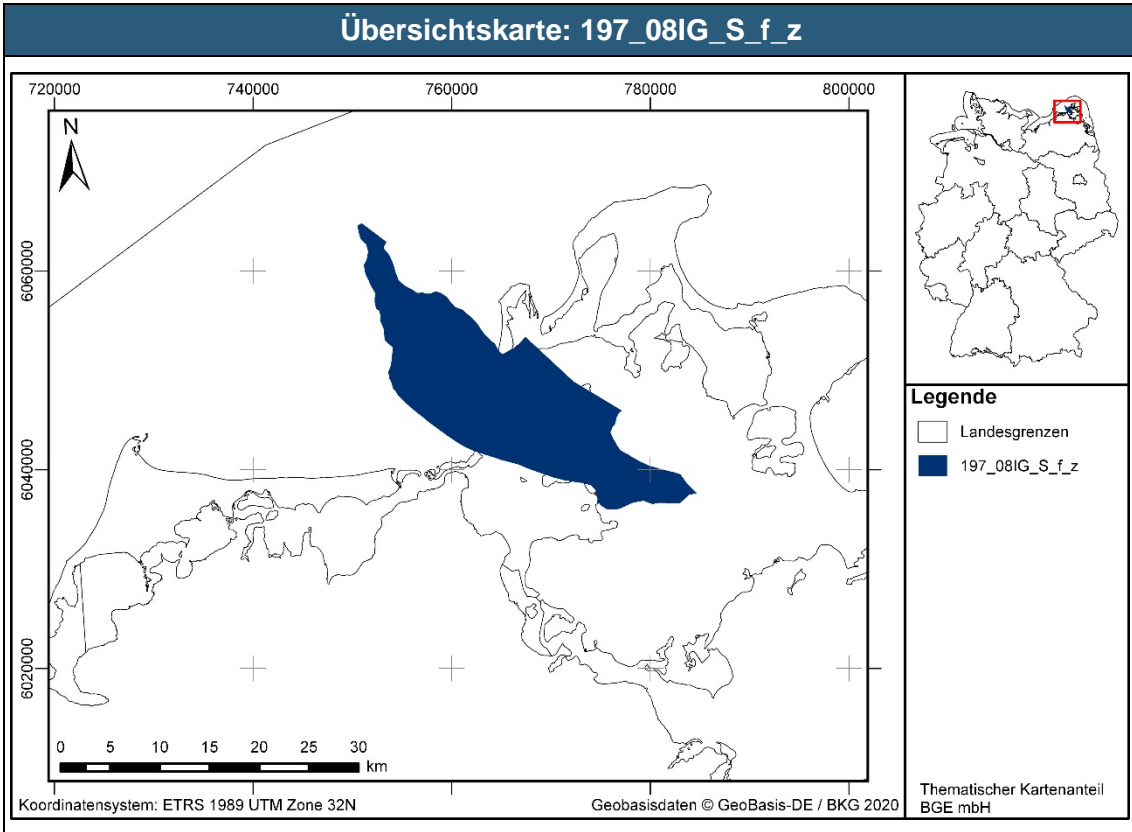 Übersichtskarte: 197_08IG_S_f_z
720000 740000 760000 780000 800000
N
6060000
6040000
6020000
0 5 10 15 20 25 30
km
Koordinatensystem: ETRS 1989 UTM Zone 32N
Geobasisdaten © GeoBasis-DE / BKG 2020
Legende
Landesgrenzen
197_08IG_S_f_z
Thematischer Kartenanteil
BGE mbH